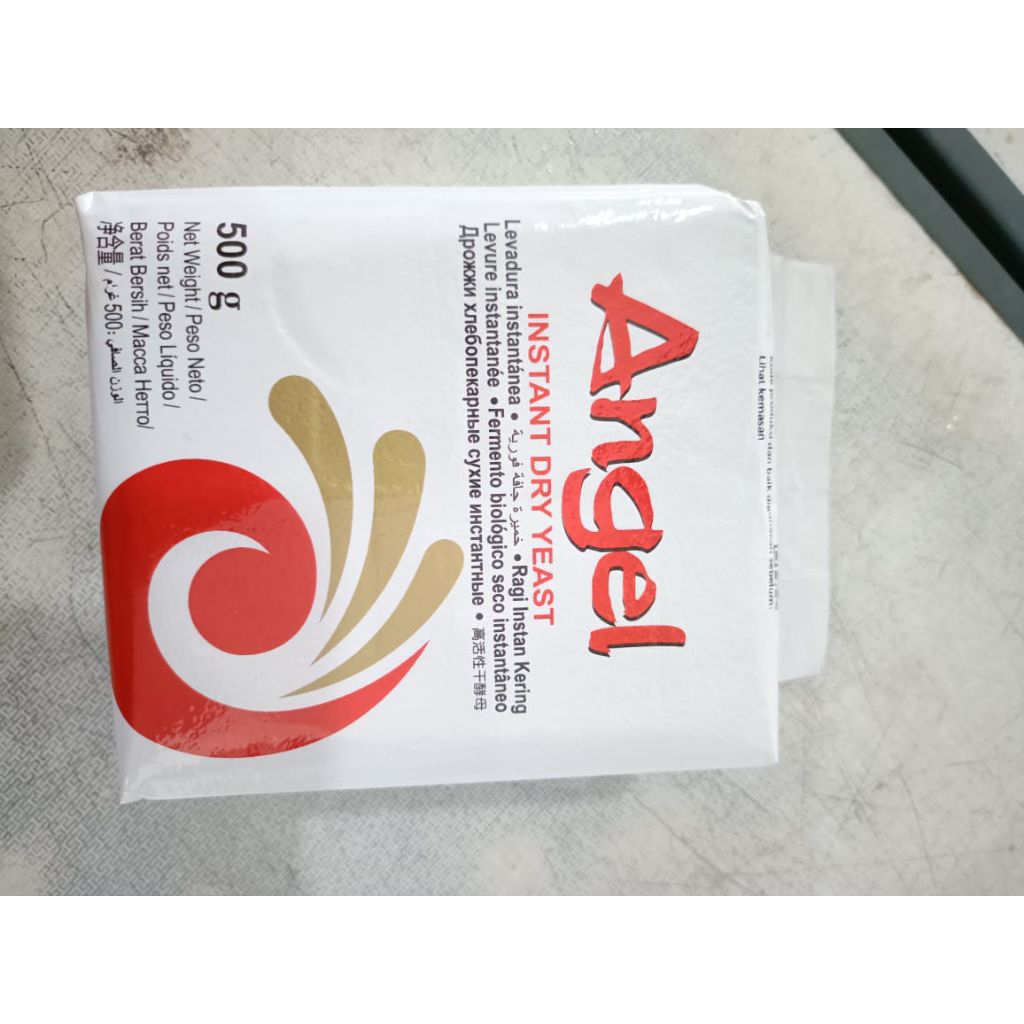 Lihat kemasan
Angel
INSTANT DRY YEAST
Levadura instantánea • خميرة جافة فورية • Ragi Instan Kering
Levure instantanée • Fermento biológico seco instantâneo
Дрожжи хлебопекарные сухие инстантные • 高活性干酵母
500 g
Net Weight / Peso Neto /
Poids net / Peso Líquido /
Berat Bersih / Масса Нетто/
净含量 / الوزن الصافي : 500 غرام